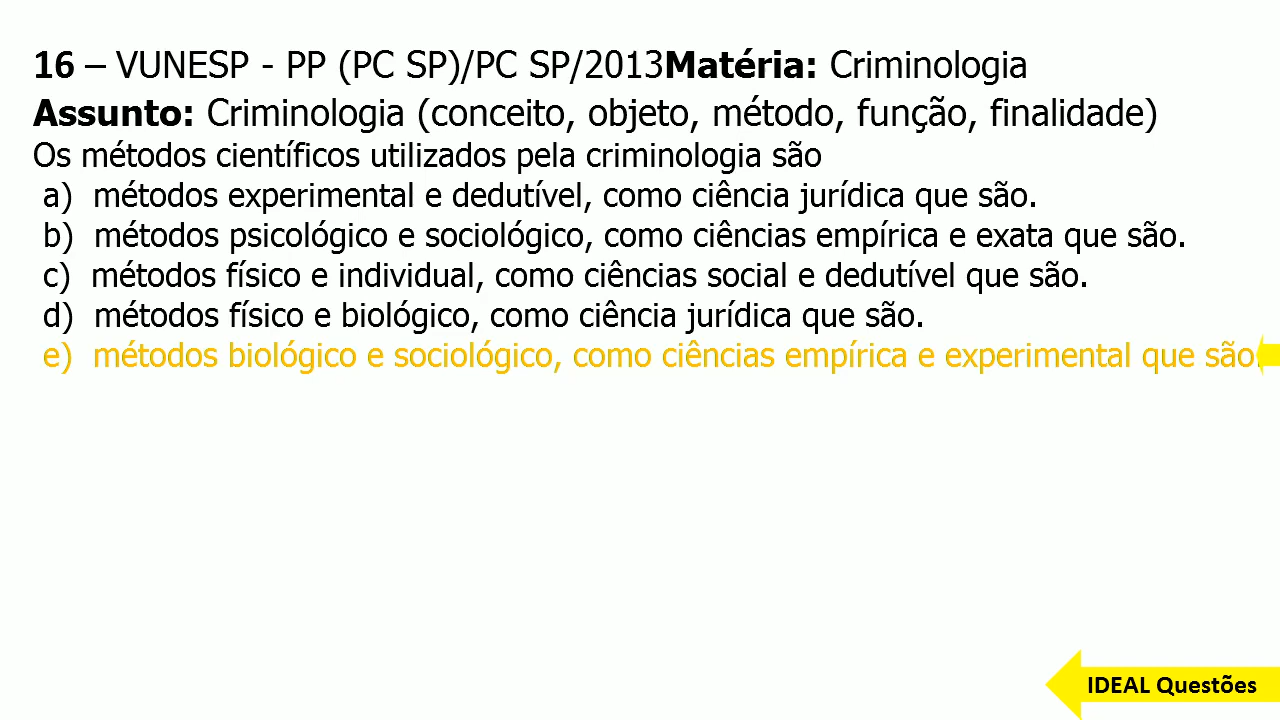 16 – VUNESP - PP (PC SP)/PC SP/2013Matéria: Criminologia
Assunto: Criminologia (conceito, objeto, método, função, finalidade)
Os métodos científicos utilizados pela criminologia são
a) métodos experimental e dedutível, como ciência jurídica que são.
b) métodos psicológico e sociológico, como ciências empírica e exata que são.
c) métodos físico e individual, como ciências social e dedutível que são.
d) métodos físico e biológico, como ciência jurídica que são.
e) métodos biológico e sociológico, como ciências empírica e experimental que são.
IDEAL Questões